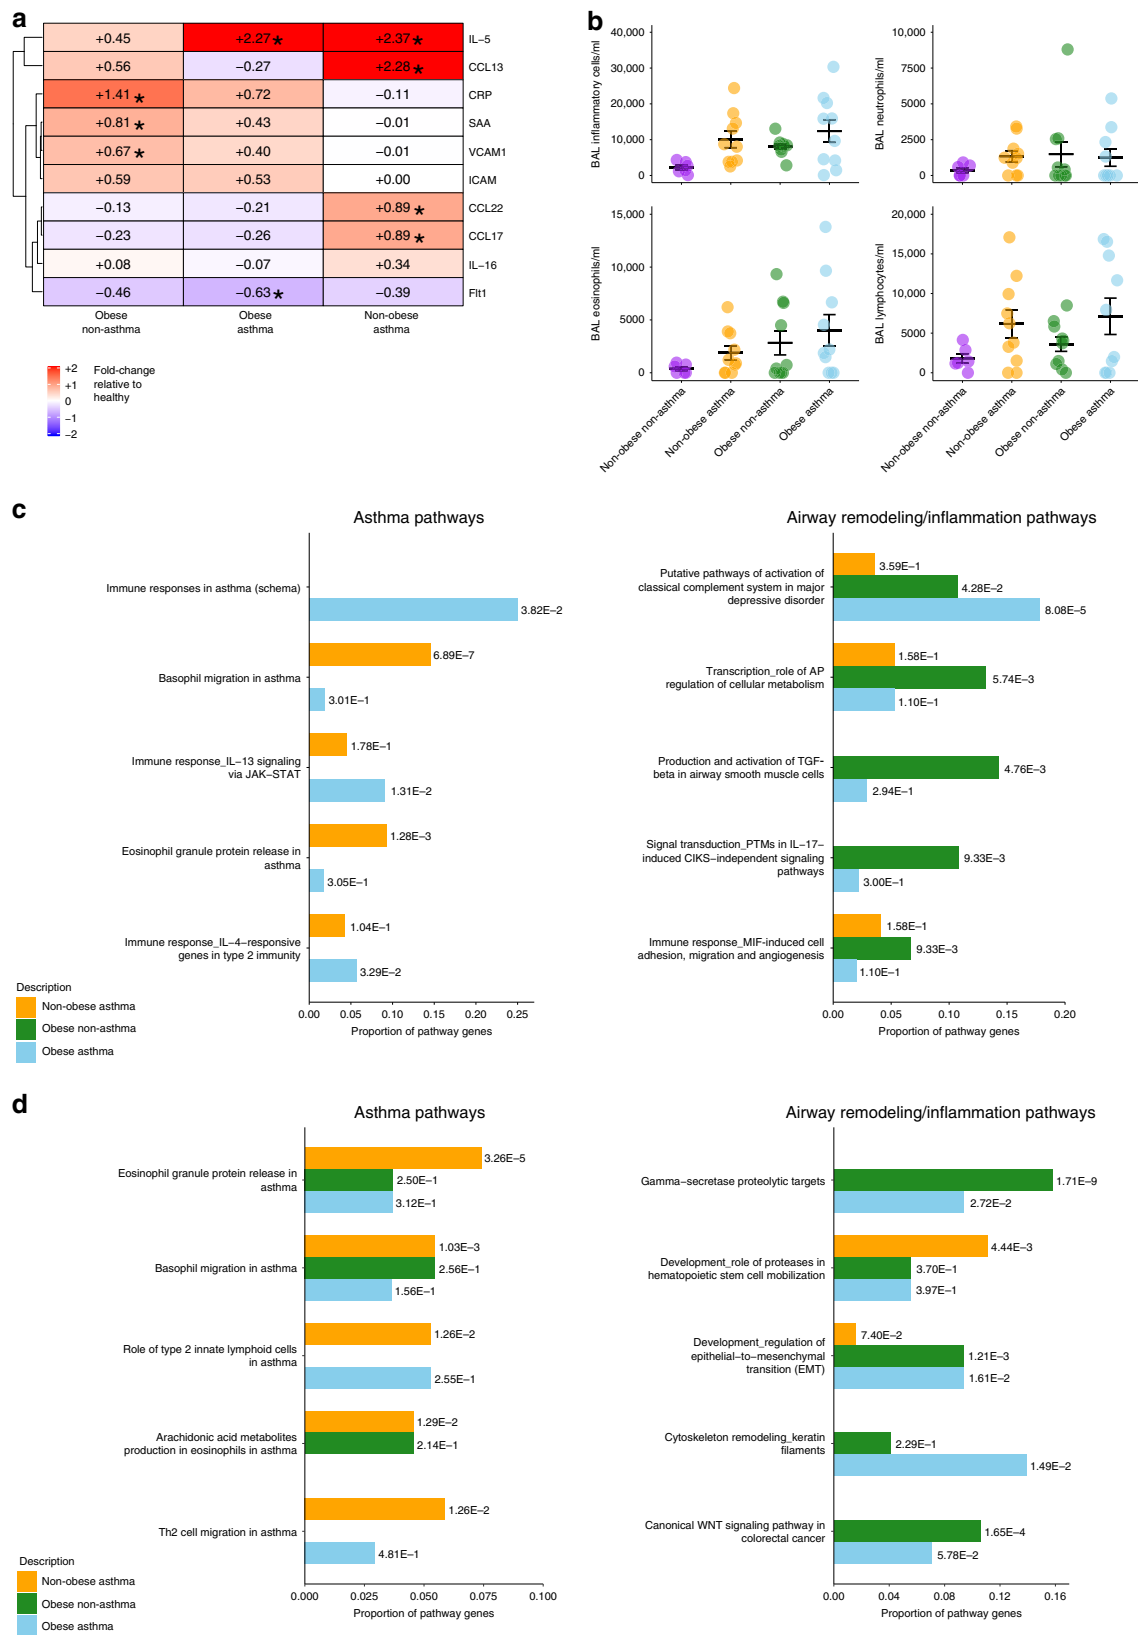 a
+0.45 +2.27★ +2.37★ IL-5
+0.56 −0.27 +2.28★ CCL13
+1.41★ +0.72 −0.11 CRP
+0.81★ +0.43 −0.01 SAA
+0.67★ +0.40 −0.01 VCAM1
+0.59 +0.53 +0.00 ICAM
−0.13 −0.21 +0.89★ CCL22
−0.23 −0.26 +0.89★ CCL17
+0.08 −0.07 +0.34 IL-16
−0.46 −0.63★ −0.39 Flt1
Obese Obese Non-obese
non-asthma asthma asthma
+2
+1
0
−1
−2
Fold-change
relative to
healthy
b
BAL inflammatory cells/ml
40,000
30,000
20,000
10,000
0
BAL neutrophils/ml
10,000
7500
5000
2500
0
BAL eosinophils/ml
15,000
10,000
5000
0
Non-obese non-asthma
Non-obese asthma
Obese non-asthma
Obese asthma
BAL lymphocytes/ml
20,000
15,000
10,000
5000
0
Non-obese non-asthma
Non-obese asthma
Obese non-asthma
Obese asthma
c
Asthma pathways
Immune responses in asthma (schema)
3.82E−2
6.89E−7
Basophil migration in asthma
3.01E−1
1.78E−1
Immune response_IL−13 signaling
via JAK−STAT
1.31E−2
1.28E−3
Eosinophil granule protein release in
asthma
3.05E−1
1.04E−1
Immune response_IL−4−responsive
genes in type 2 immunity
3.29E−2
0.00 0.05 0.10 0.15 0.20 0.25
Proportion of pathway genes
Description
Non-obese asthma
Obese non-asthma
Obese asthma
Airway remodeling/inflammation pathways
3.59E−1
Putative pathways of activation of
classical complement system in major
depressive disorder
4.28E−2
8.08E−5
1.58E−1
Transcription_role of AP
regulation of cellular metabolism
5.74E−3
1.10E−1
Production and activation of TGF-
beta in airway smooth muscle cells
4.76E−3
2.94E−1
Signal transduction_PTMs in IL−17−
induced CIKS−independent signaling
pathways
9.33E−3
3.00E−1
1.58E−1
Immune response_MIF-induced cell
adhesion, migration and angiogenesis
9.33E−3
1.10E−1
0.00 0.05 0.10 0.15 0.20
Proportion of pathway genes
d
Asthma pathways
3.26E−5
Eosinophil granule protein release in
asthma
2.50E−1
3.12E−1
1.03E−3
Basophil migration in asthma
2.56E−1
1.56E−1
1.26E−2
Role of type 2 innate lymphoid cells
in asthma
2.55E−1
1.29E−2
Arachidonic acid metabolites
production in eosinophils in asthma
2.14E−1
1.26E−2
Th2 cell migration in asthma
4.81E−1
0.000 0.025 0.050 0.075 0.100
Proportion of pathway genes
Description
Non-obese asthma
Obese non-asthma
Obese asthma
Airway remodeling/inflammation pathways
Gamma−secretase proteolytic targets
1.71E−9
2.72E−2
4.44E−3
Development_role of proteases in
hematopoietic stem cell mobilization
3.70E−1
3.97E−1
7.40E−2
Development_regulation of
epithelial−to−mesenchymal
transition (EMT)
1.21E−3
1.61E−2
Cytoskeleton remodeling_keratin
filaments
2.29E−1
1.49E−2
Canonical WNT signaling pathway in
colorectal cancer
1.65E−4
5.78E−2
0.00 0.04 0.08 0.12 0.16
Proportion of pathway genes